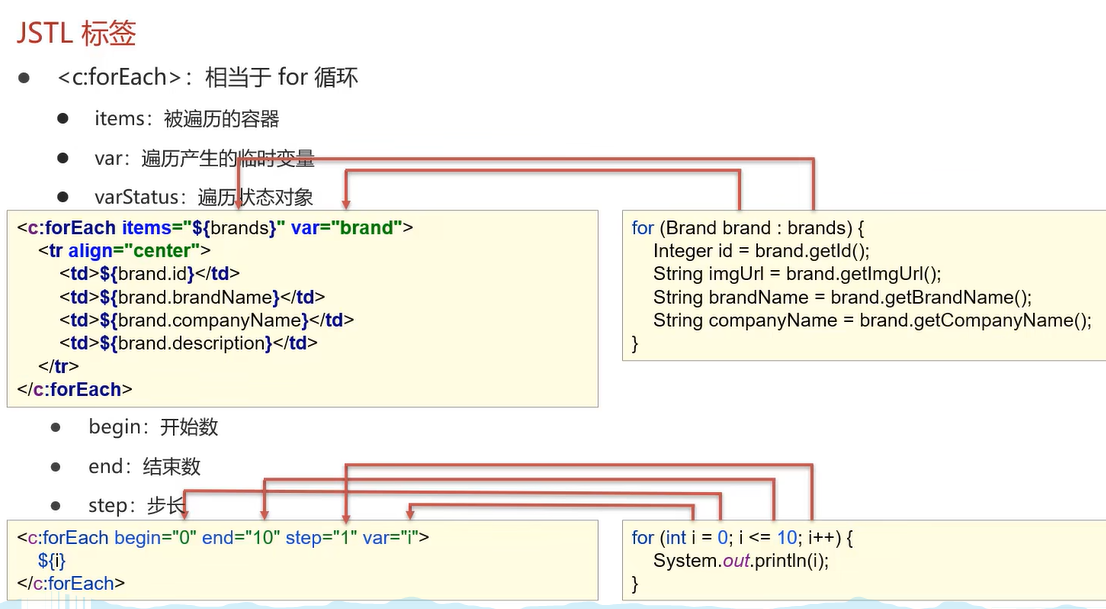 JSTL 标签
● <c:forEach>：相当于 for 循环
● items：被遍历的容器
● var：遍历产生的临时变量
● varStatus：遍历状态对象
<c:forEach items="${brands}" var="brand">
<tr align="center">
<td>${brand.id}</td>
<td>${brand.brandName}</td>
<td>${brand.companyName}</td>
<td>${brand.description}</td>
</tr>
</c:forEach>
for (Brand brand : brands) {
Integer id = brand.getId();
String imgUrl = brand.getImgUrl();
String brandName = brand.getBrandName();
String companyName = brand.getCompanyName();
}
● begin：开始数
● end：结束数
● step：步长
<c:forEach begin="0" end="10" step="1" var="i">
${i}
</c:forEach>
for (int i = 0; i <= 10; i++) {
System.out.println(i);
}